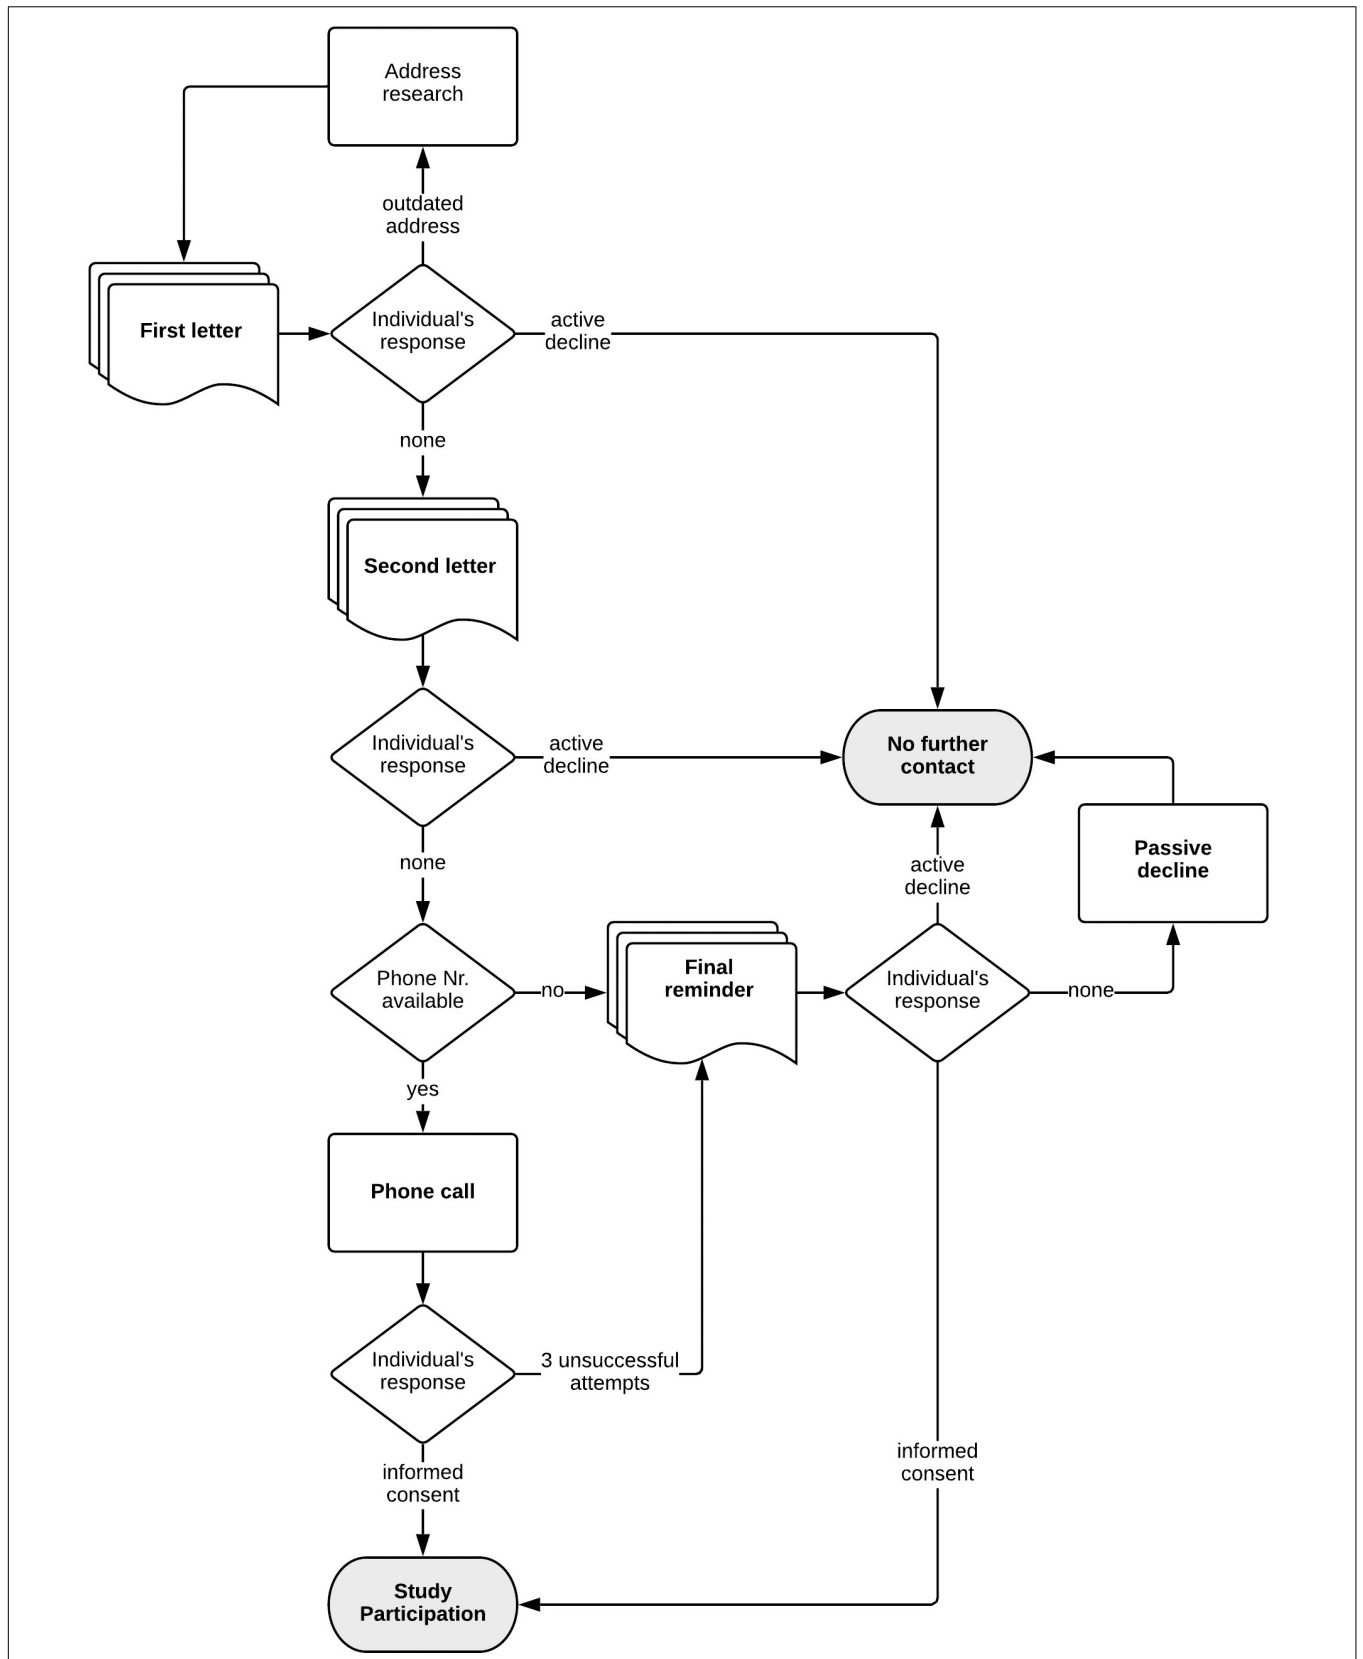 Address
research
outdated
address
First letter
Individual's
response
active
decline
none
Second letter
Individual's
response
active
decline
No further
contact
none
active
decline
Passive
decline
Phone Nr.
available
no
Final
reminder
Individual's
response
none
yes
Phone call
Individual's
response
3 unsuccessful
attempts
informed
consent
informed
consent
Study
Participation